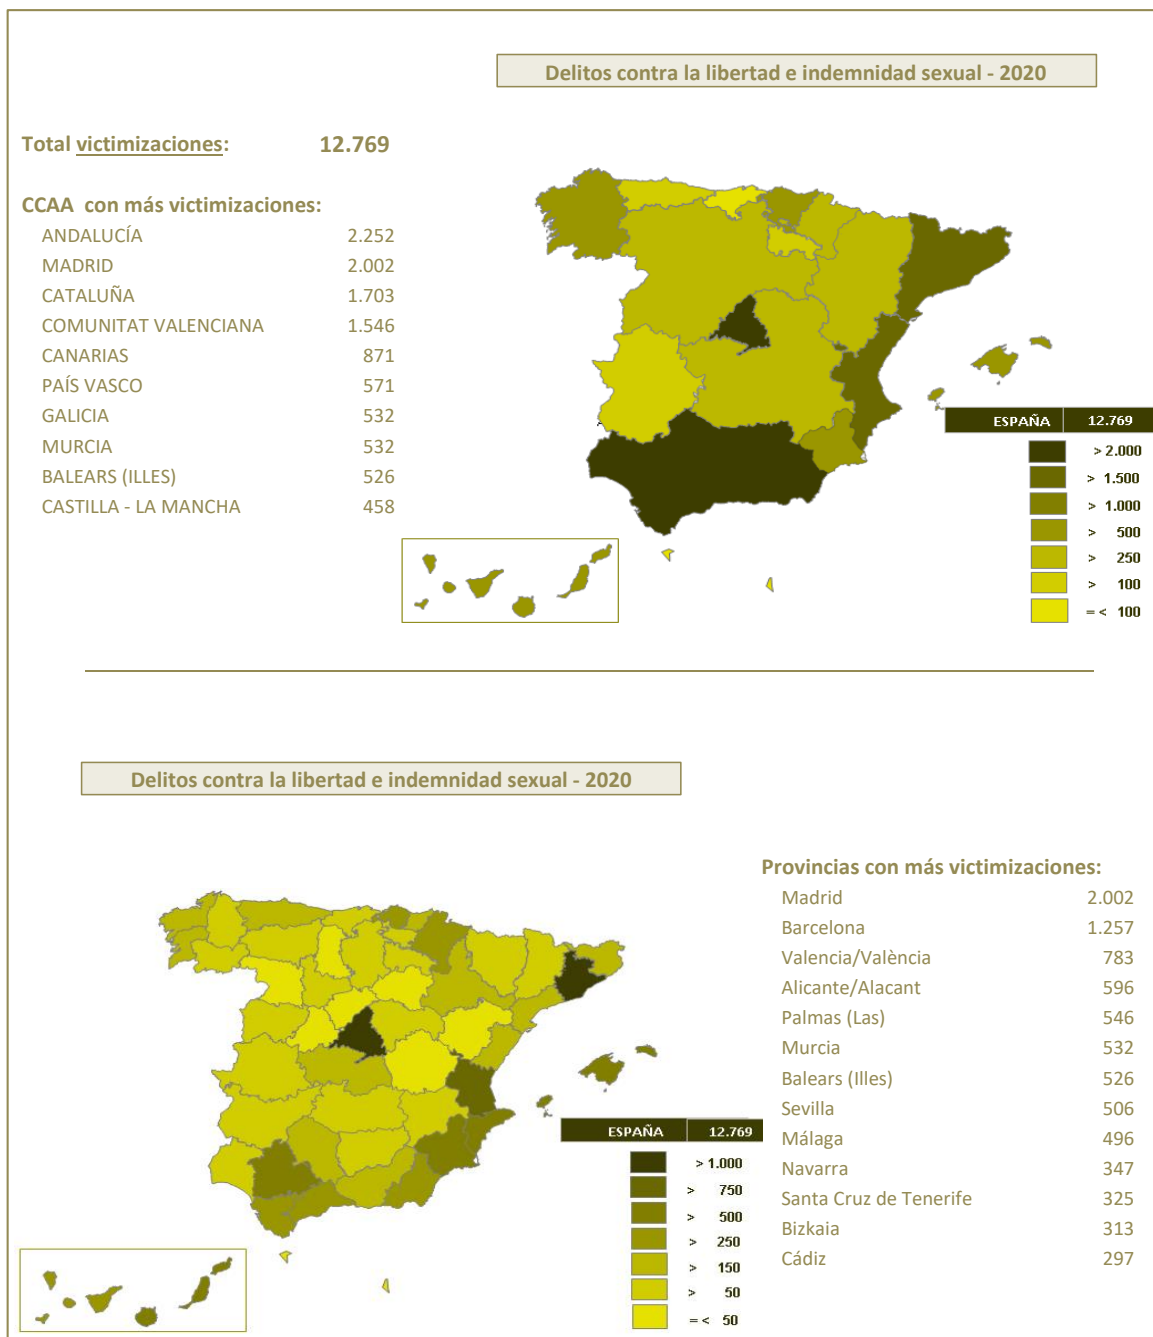 Delitos contra la libertad e indemnidad sexual - 2020
Total victimizaciones: 12.769
CCAA con más victimizaciones:
ANDALUCÍA 2.252
MADRID 2.002
CATALUÑA 1.703
COMUNITAT VALENCIANA 1.546
CANARIAS 871
PAÍS VASCO 571
GALICIA 532
MURCIA 532
BALEARS (ILLES) 526
CASTILLA - LA MANCHA 458
ESPAÑA 12.769
> 2.000
> 1.500
> 1.000
> 500
> 250
> 100
= < 100
Delitos contra la libertad e indemnidad sexual - 2020
Provincias con más victimizaciones:
Madrid 2.002
Barcelona 1.257
Valencia/València 783
Alicante/Alacant 596
Palmas (Las) 546
Murcia 532
Balears (Illes) 526
Sevilla 506
Málaga 496
Navarra 347
Santa Cruz de Tenerife 325
Bizkaia 313
Cádiz 297
ESPAÑA 12.769
> 1.000
> 750
> 500
> 250
> 150
> 50
= < 50